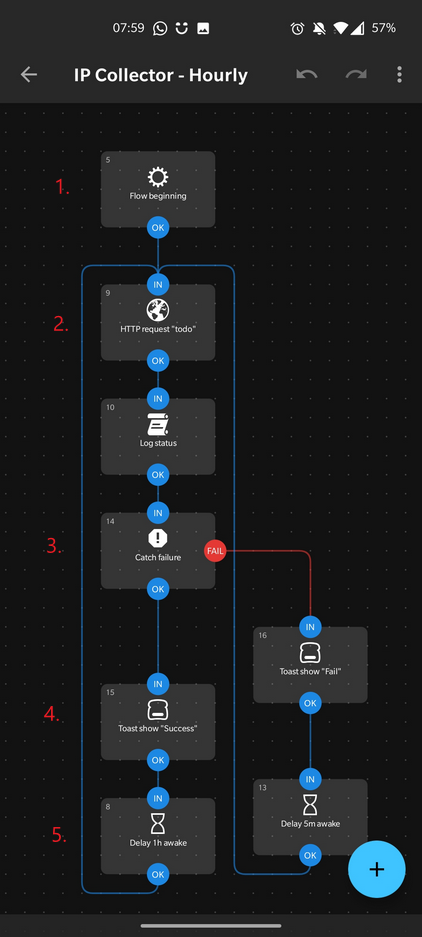 07:59 57%
IP Collector - Hourly
1.
5
Flow beginning
OK
IN
2.
9
HTTP request "todo"
OK
IN
10
Log status
OK
IN
3.
14
Catch failure
FAIL
OK
IN
16
Toast show "Fail"
OK
IN
4.
15
Toast show "Success"
OK
IN
13
Delay 5m awake
OK
IN
5.
8
Delay 1h awake
OK
+